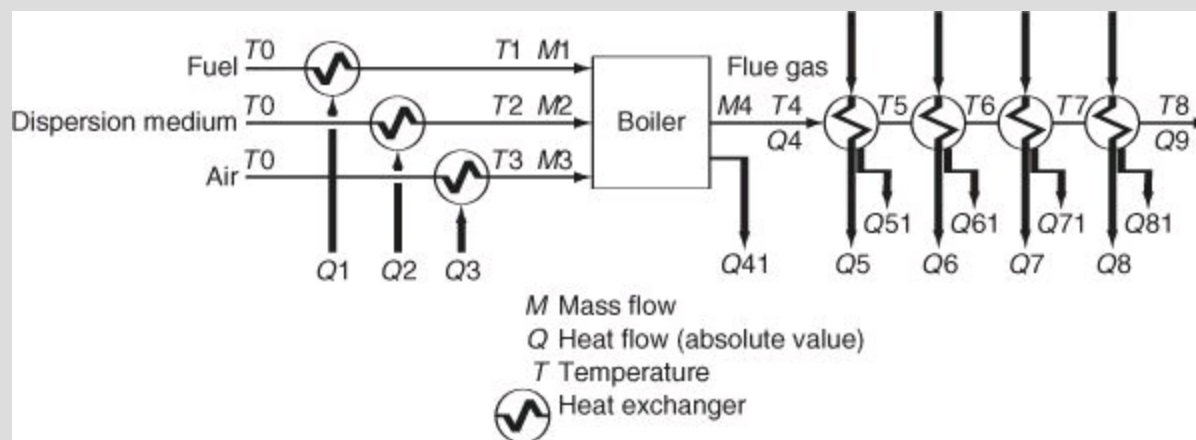 Fuel T0 T1 M1
Dispersion medium T0 T2 M2
Air T0 T3 M3
Boiler
Flue gas
M4 T4 Q4
T5 T6 T7 T8
Q9
Q51 Q61 Q71 Q81
Q1 Q2 Q3 Q41 Q5 Q6 Q7 Q8
M Mass flow
Q Heat flow (absolute value)
T Temperature
Heat exchanger